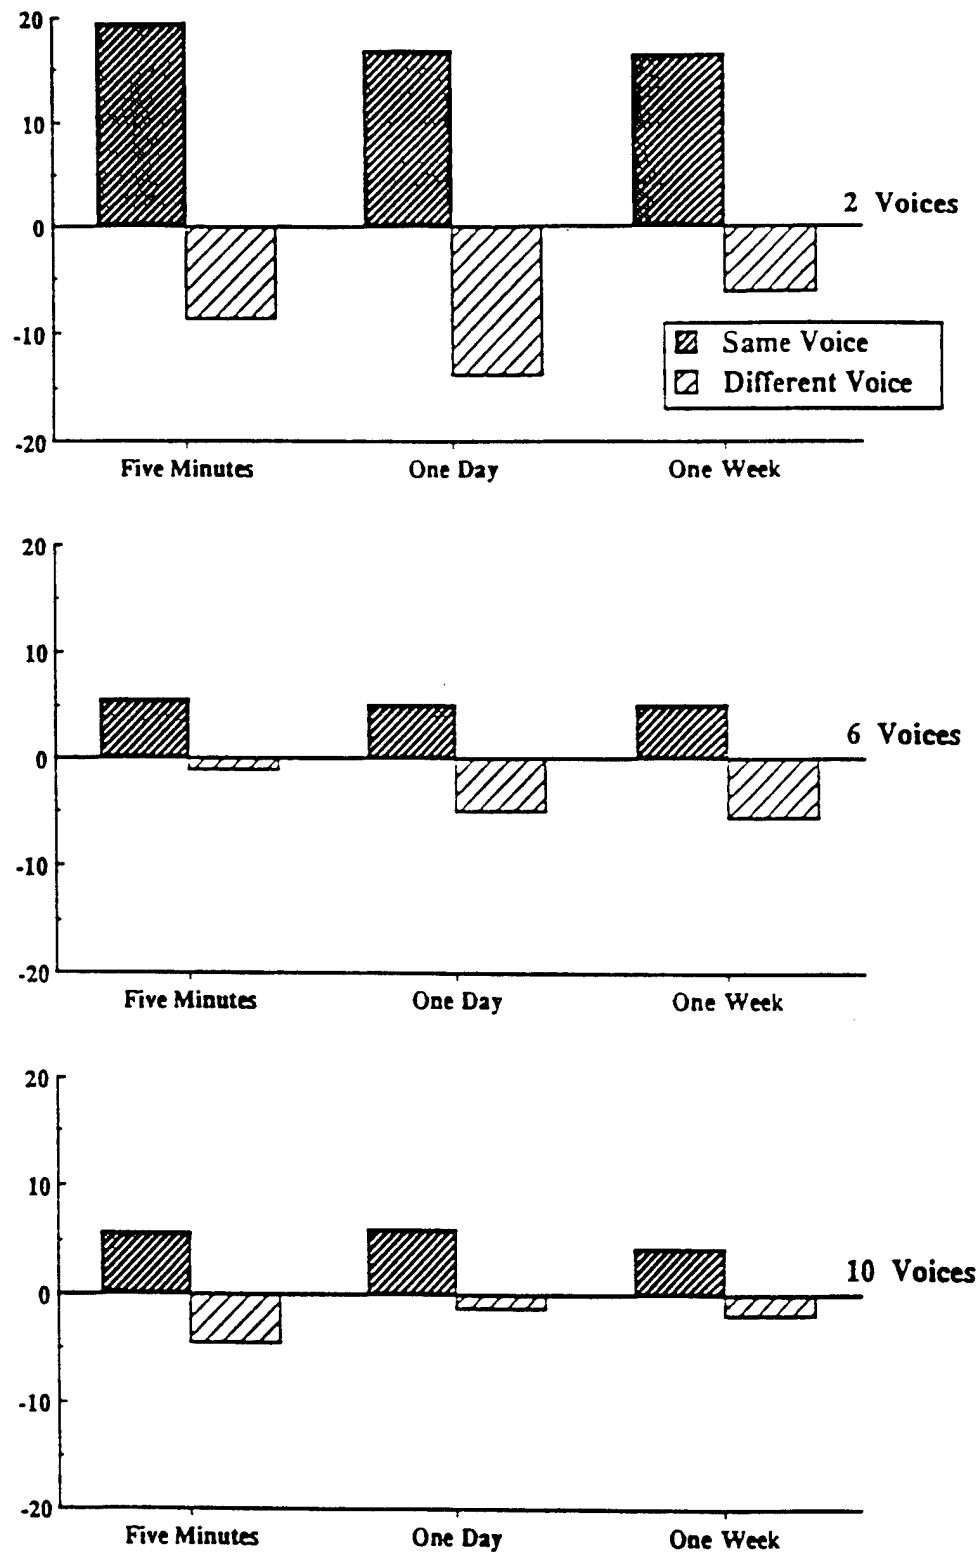 20
10
0
-10
-20
2 Voices
Same Voice
Different Voice
Five Minutes One Day One Week
20
10
0
-10
-20
6 Voices
Five Minutes One Day One Week
20
10
0
-10
-20
10 Voices
Five Minutes One Day One Week